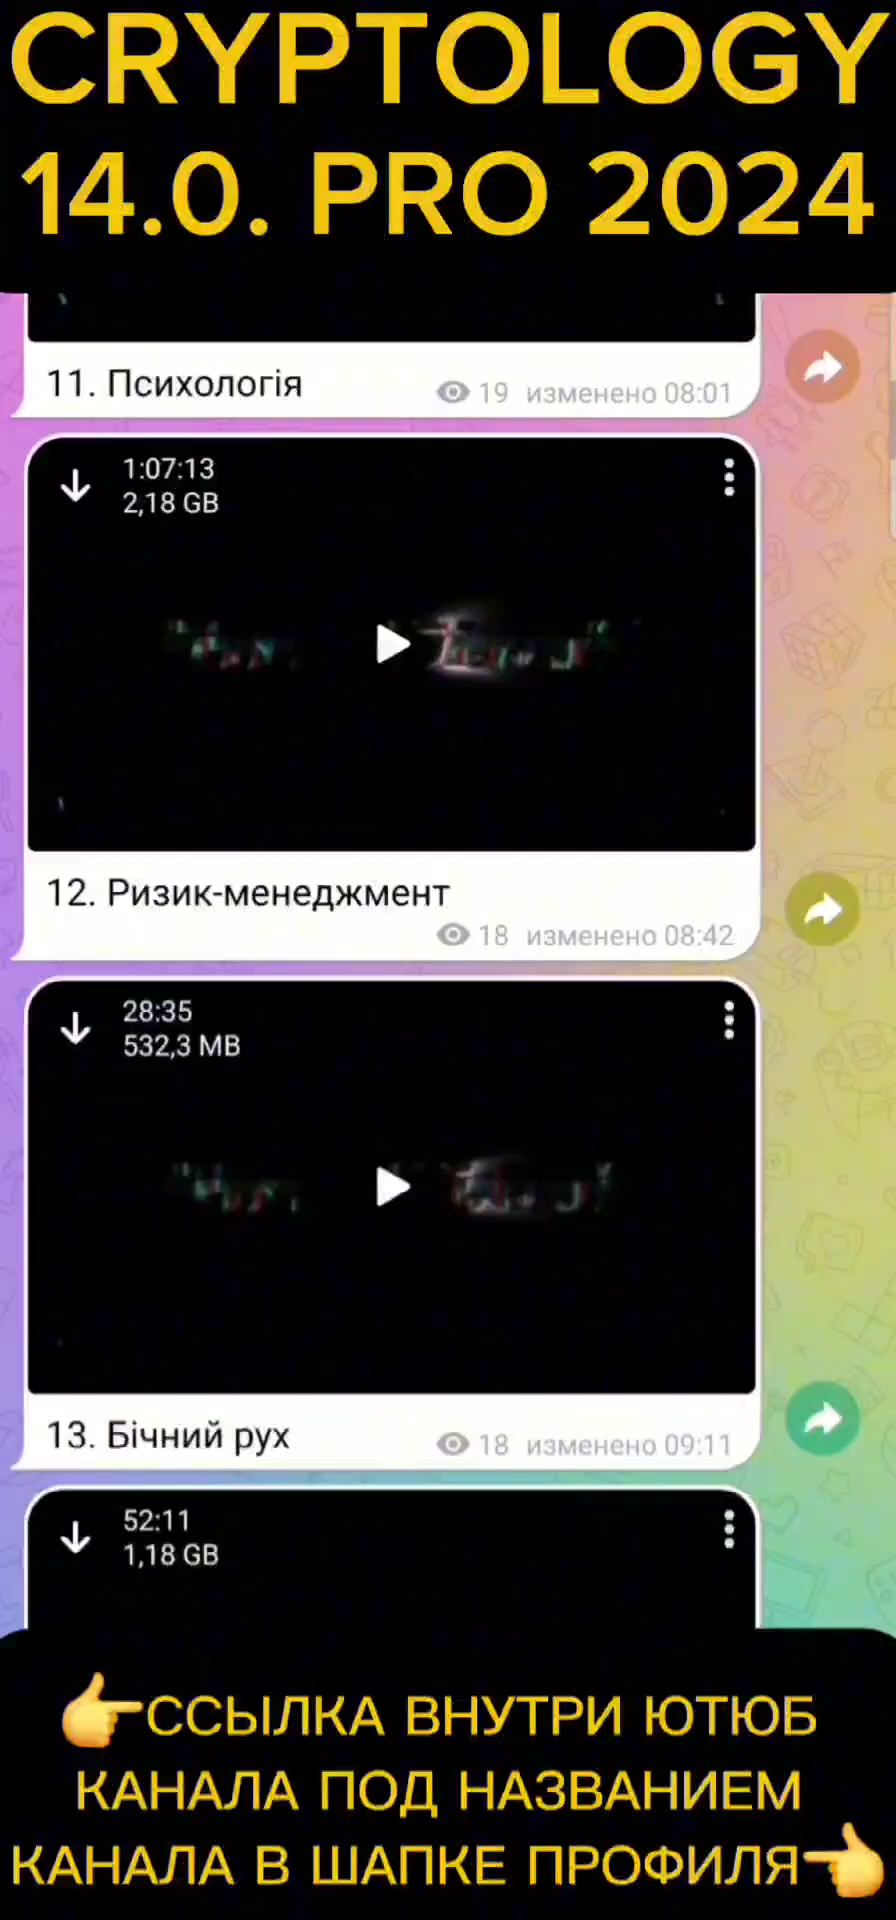 CRYPTOLOGY
14.0. PRO 2024
11. Психологія
19 изменено 08:01
1:07:13
2,18 GB
12. Ризик-менеджмент
18 изменено 08:42
28:35
532,3 MB
13. Бічний рух
18 изменено 09:11
52:11
1,18 GB
👉ССЫЛКА ВНУТРИ ЮТЮБ
КАНАЛА ПОД НАЗВАНИЕМ
КАНАЛА В ШАПКЕ ПРОФИЛЯ👈